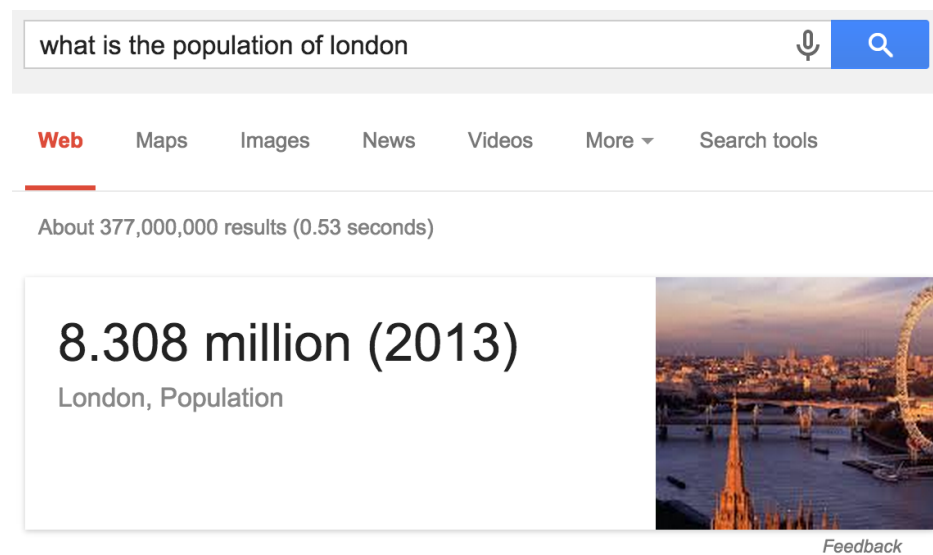 what is the population of london
Web Maps Images News Videos More Search tools
About 377,000,000 results (0.53 seconds)
8.308 million (2013)
London, Population
Feedback